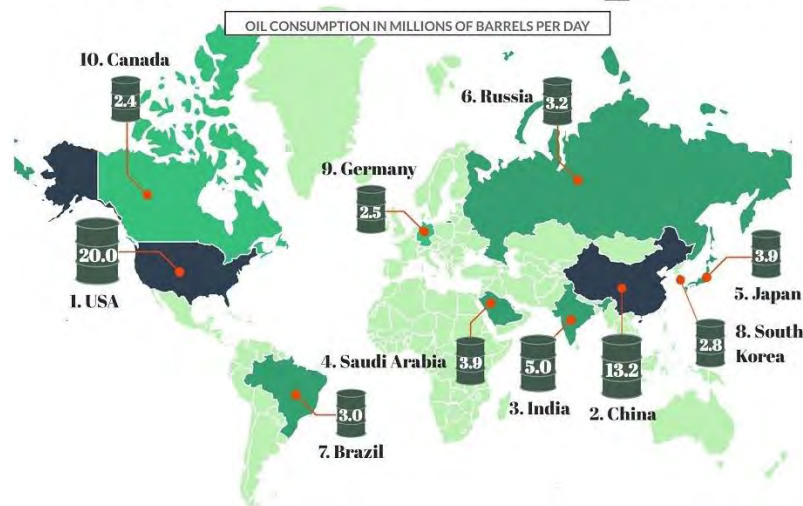 OIL CONSUMPTION IN MILLIONS OF BARRELS PER DAY
10. Canada
2.4
6. Russia
3.2
9. Germany
2.5
20.0
1. USA
3.9
5. Japan
4. Saudi Arabia
3.9
5.0
3. India
13.2
2. China
2.8
8. South
Korea
3.0
7. Brazil